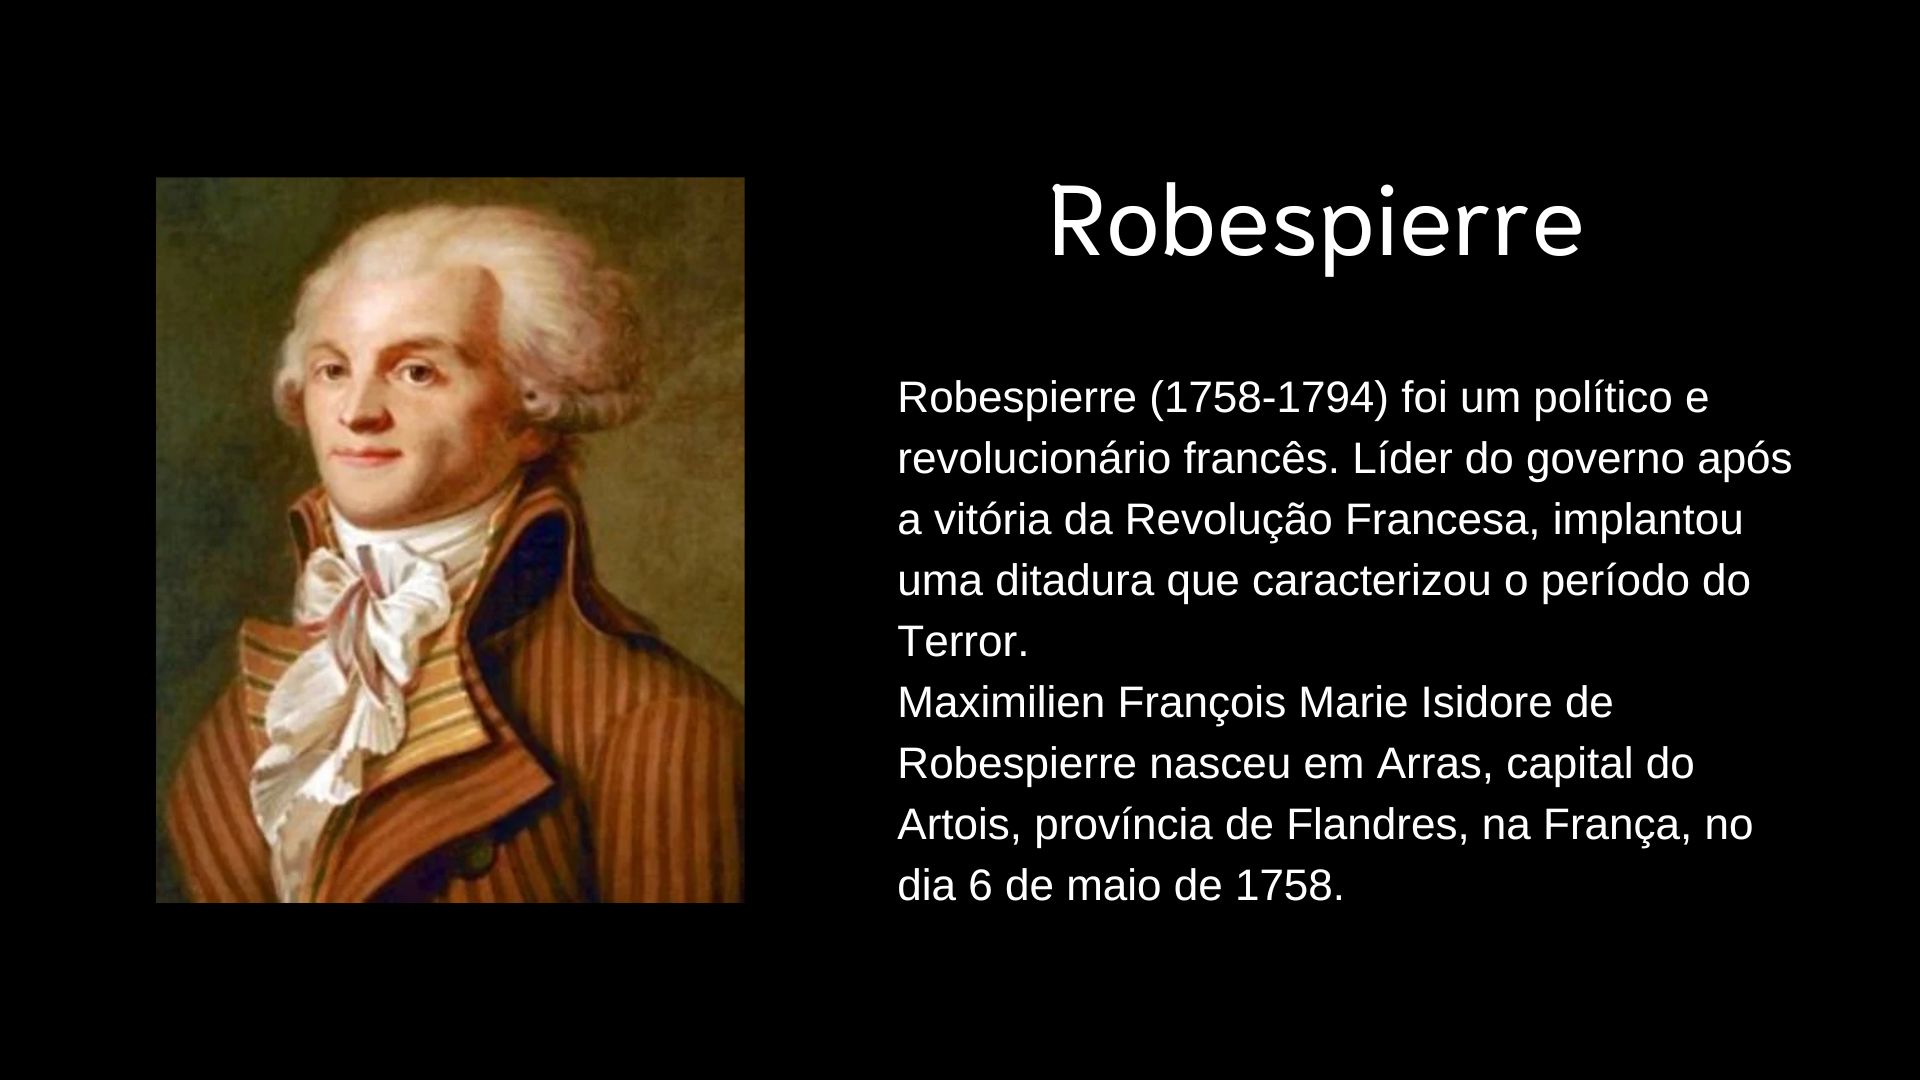 Robespierre
Robespierre (1758-1794) foi um político e
revolucionário francês. Líder do governo após
a vitória da Revolução Francesa, implantou
uma ditadura que caracterizou o período do
Terror.
Maximilien François Marie Isidore de
Robespierre nasceu em Arras, capital do
Artois, província de Flandres, na França, no
dia 6 de maio de 1758.